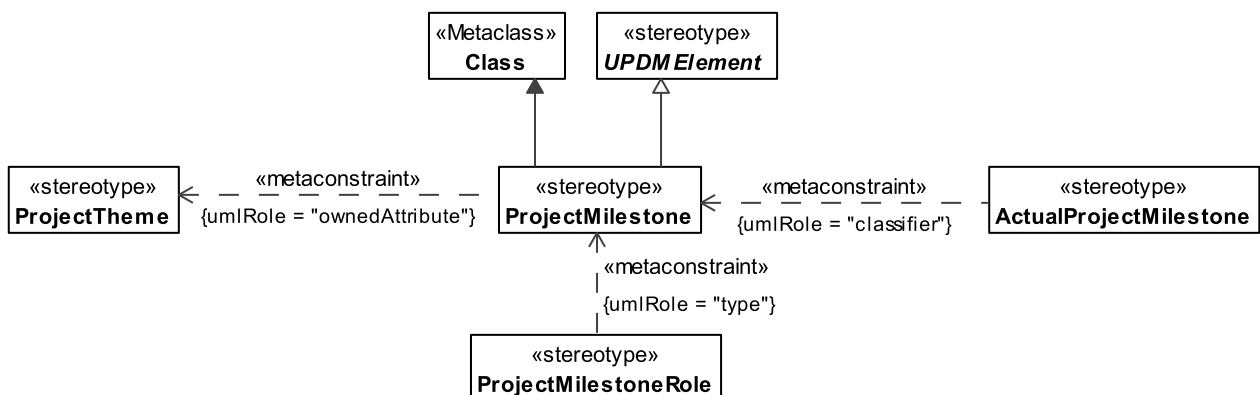 «Metaclass»
Class
«stereotype»
UPDMElement
«stereotype»
ProjectTheme
«metaconstraint»
{umlRole = "ownedAttribute"}
«stereotype»
ProjectMilestone
«metaconstraint»
{umlRole = "classifier"}
«stereotype»
ActualProjectMilestone
«metaconstraint»
{umlRole = "type"}
«stereotype»
ProjectMilestoneRole